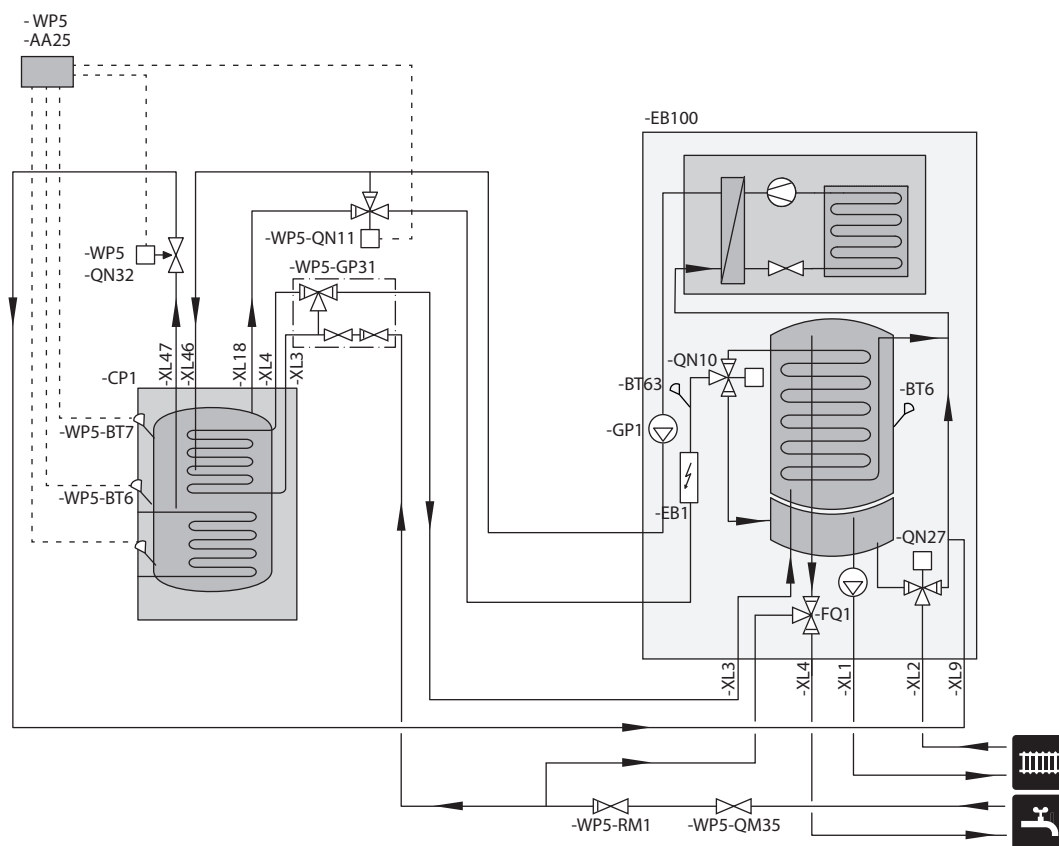 - WP5
-AA25
-EB100
-WP5-QN11
-WP5
-QN32
-WP5-GP31
-XL47
-XL46
-XL18
-XL4
-XL3
-CP1
-WP5-BT7
-WP5-BT6
-QN10
-BT63
-BT6
-GP1
-EB1
-QN27
-FQ1
-XL3
-XL4
-XL1
-XL2
-XL9
-WP5-RM1
-WP5-QM35